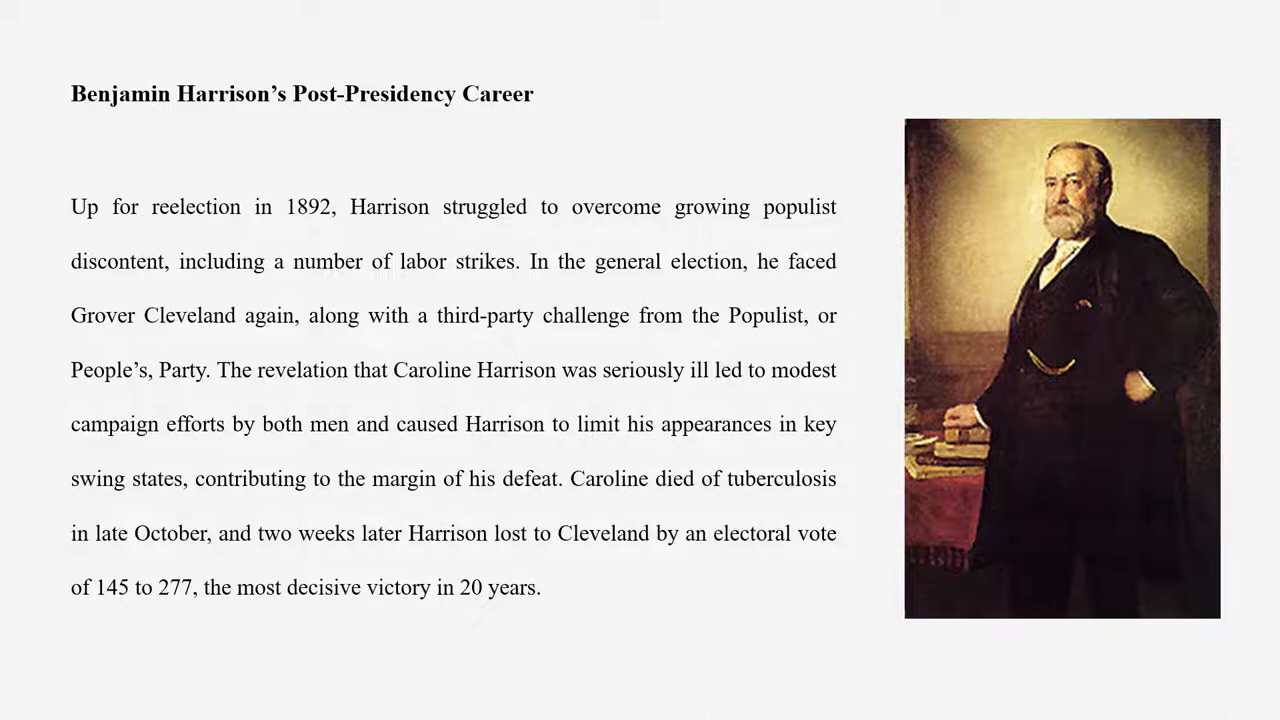 Benjamin Harrison’s Post-Presidency Career
Up for reelection in 1892, Harrison struggled to overcome growing populist
discontent, including a number of labor strikes. In the general election, he faced
Grover Cleveland again, along with a third-party challenge from the Populist, or
People’s, Party. The revelation that Caroline Harrison was seriously ill led to modest
campaign efforts by both men and caused Harrison to limit his appearances in key
swing states, contributing to the margin of his defeat. Caroline died of tuberculosis
in late October, and two weeks later Harrison lost to Cleveland by an electoral vote
of 145 to 277, the most decisive victory in 20 years.